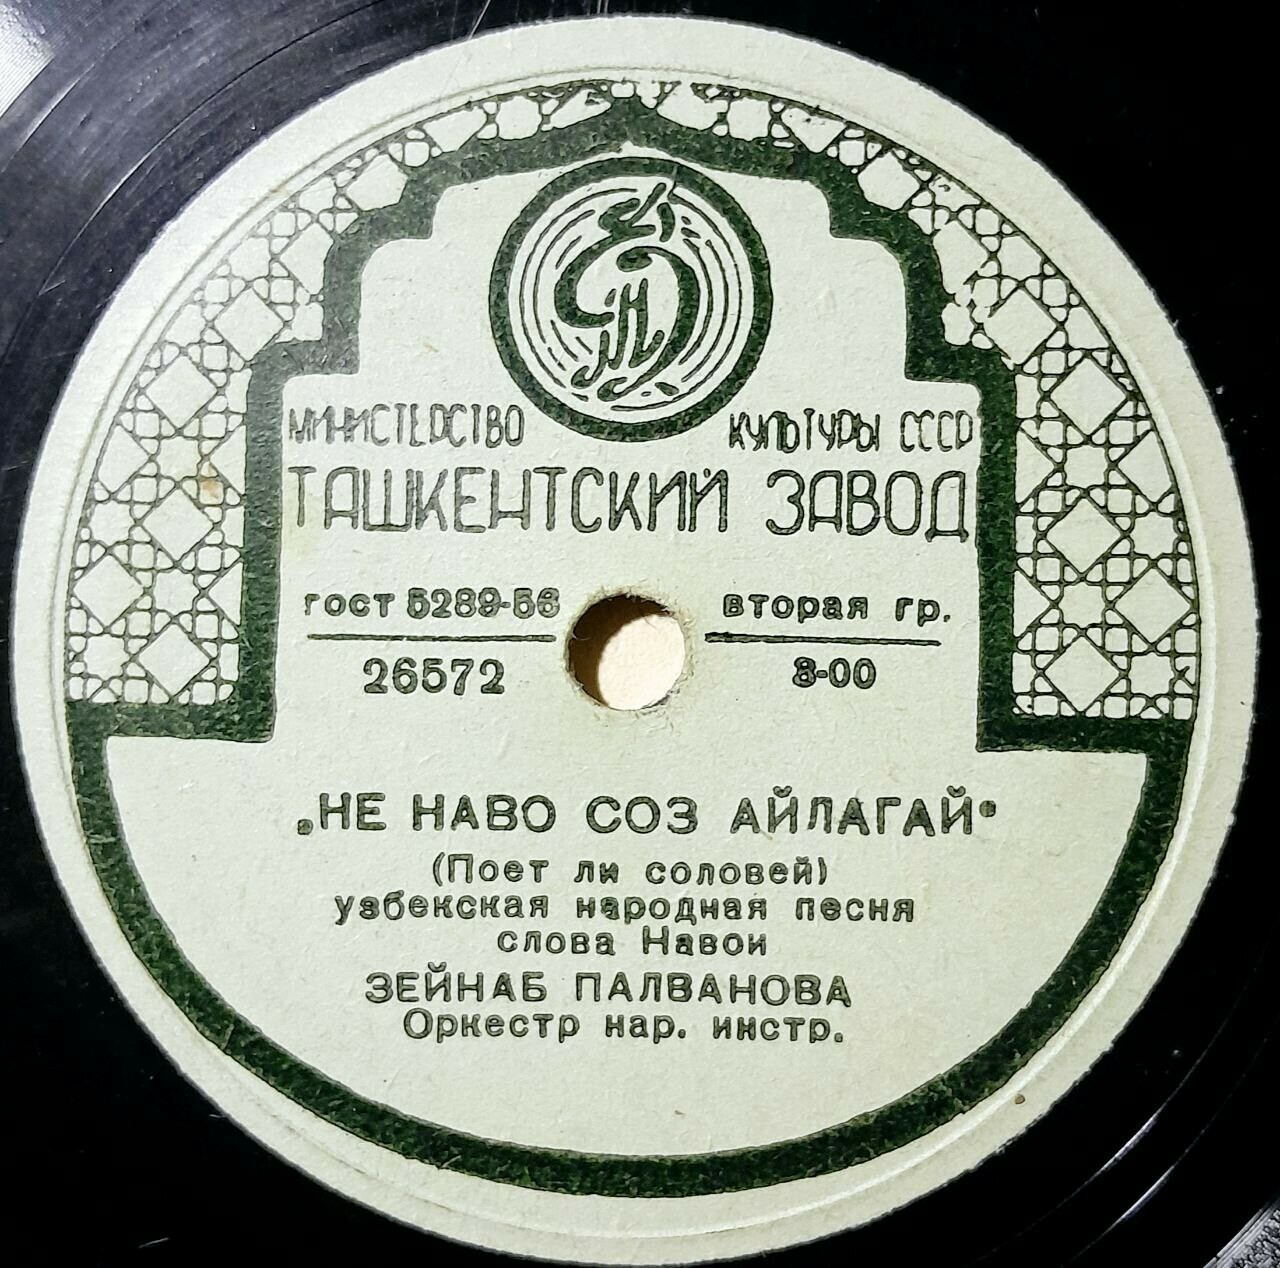 МИНИСТЕРСТВО КУЛЬТУРЫ СССР
ТАШКЕНТСКИЙ ЗАВОД
гост 5289-56 вторая гр.
26572 8-00
„НЕ НАВО СОЗ АЙЛАГАЙ"
(Поет ли соловей)
узбекская народная песня
слова Навои
ЗЕЙНАБ ПАЛВАНОВА
Оркестр нар. инстр.